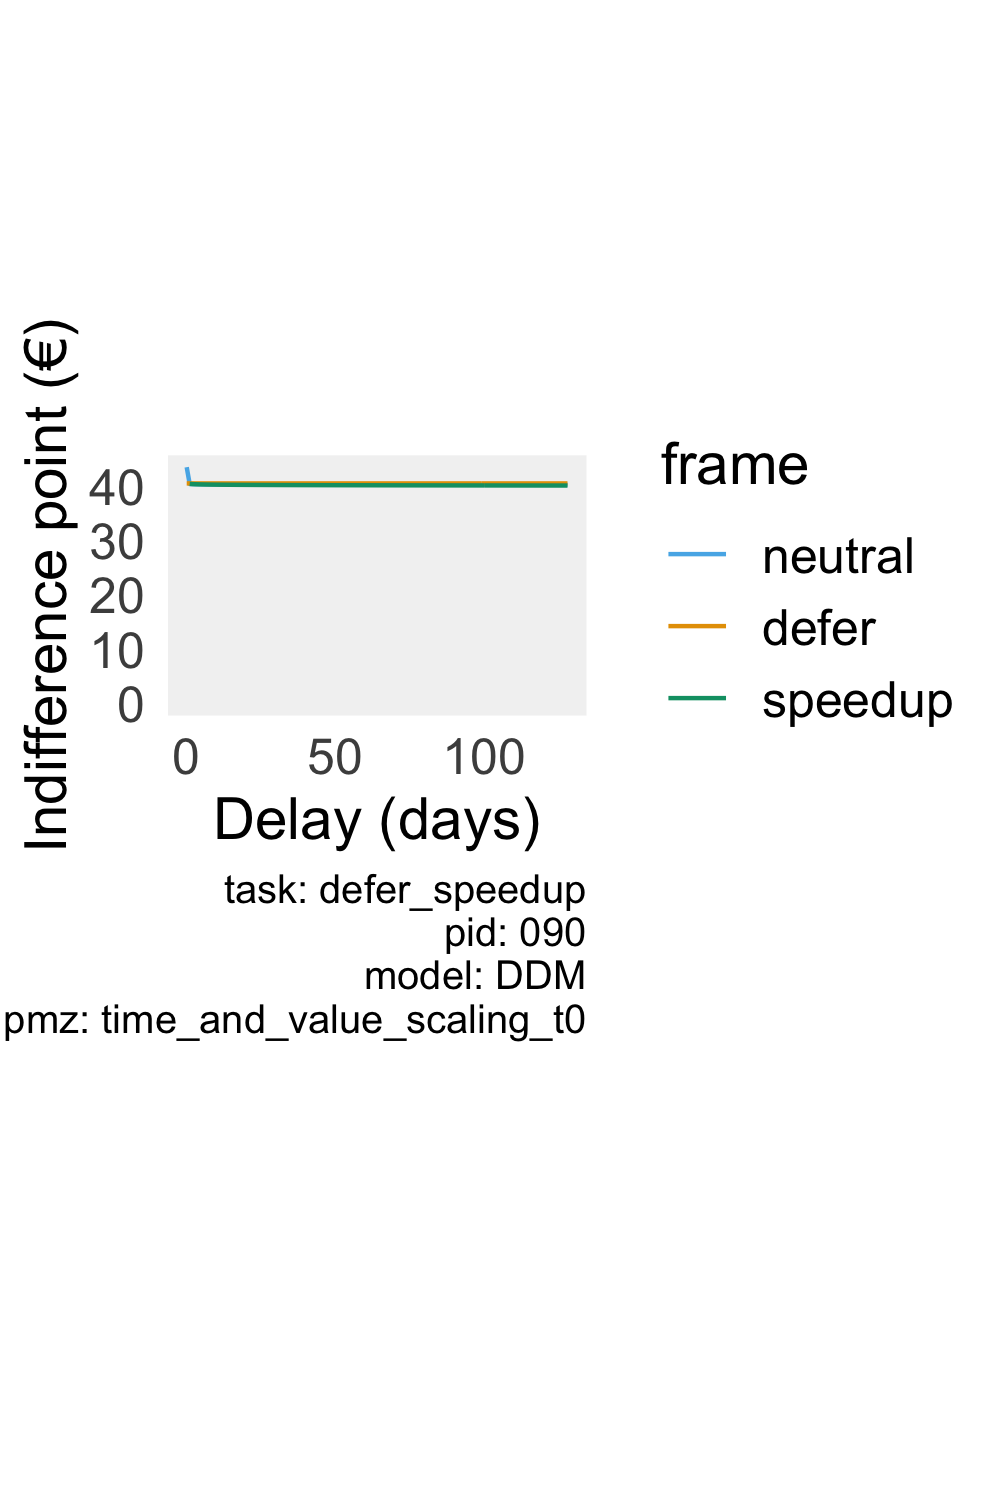 Indifference point (€)
40
30
20
10
0
0 50 100
Delay (days)
frame
neutral
defer
speedup
task: defer_speedup
pid: 090
model: DDM
pmz: time_and_value_scaling_t0